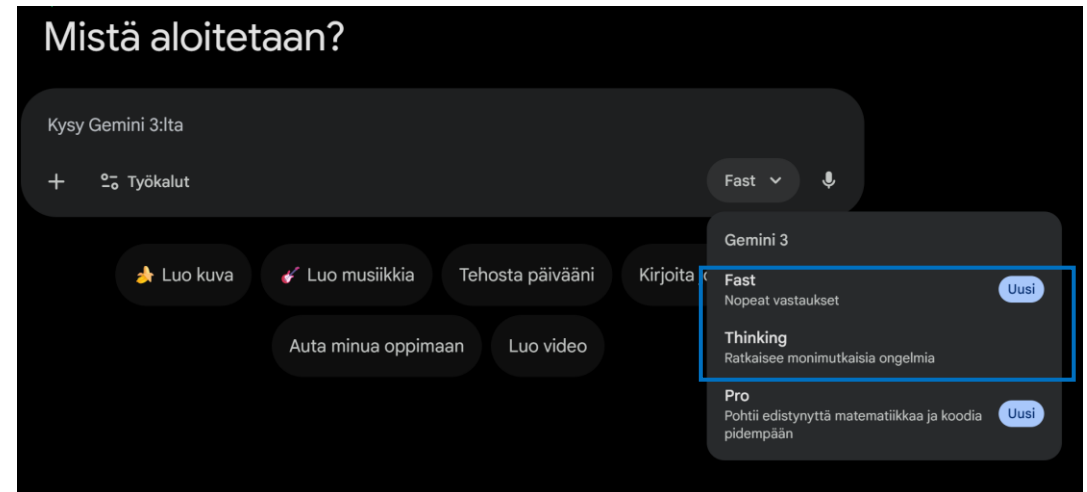 Mistä aloitetaan?
Kysy Gemini 3:lta
Työkalut
Fast
Luo kuva
Luo musiikkia
Tehosta päivääni
Kirjoita
Auta minua oppimaan
Luo video
Gemini 3
Fast
Uusi
Nopeat vastaukset
Thinking
Ratkaisee monimutkaisia ongelmia
Pro
Uusi
Pohtii edistynyttä matematiikkaa ja koodia
pidempään